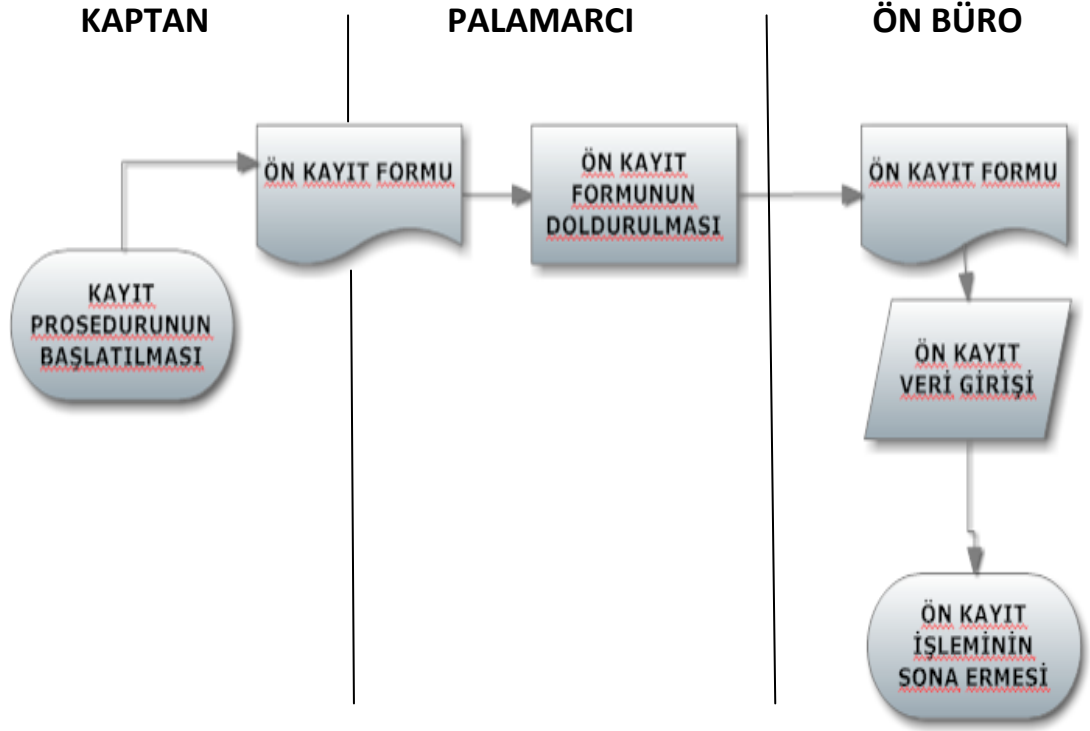 KAPTAN
PALAMARCI
ÖN BÜRO
KAYIT
PROSEDURUNUN
BAŞLATILMASI
ÖN KAYIT FORMU
ÖN KAYIT
FORMUNUN
DOLDURULMASI
ÖN KAYIT FORMU
ÖN KAYIT
VERİ GİRİŞİ
ÖN KAYIT
İŞLEMİNİN
SONA ERMESİ